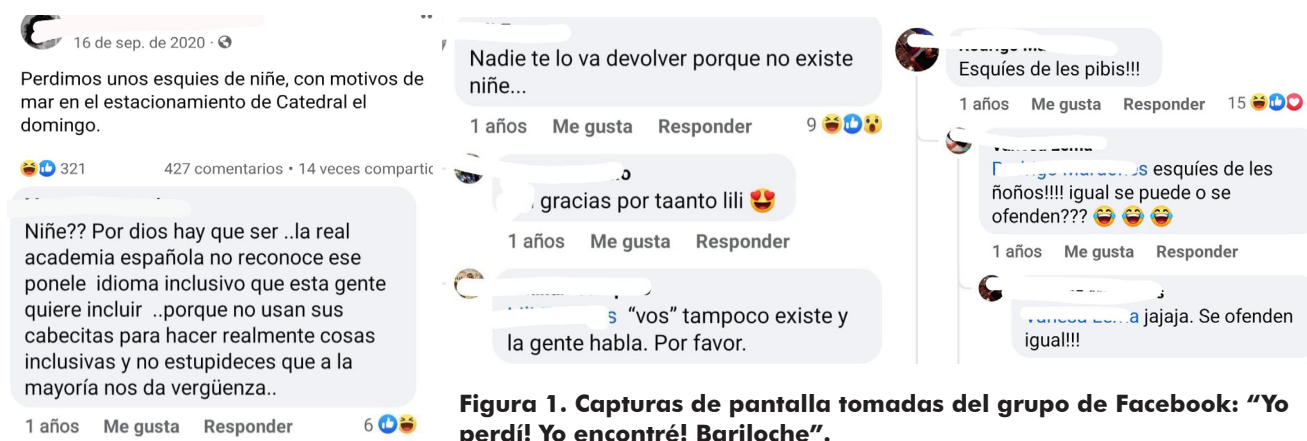 16 de sep. de 2020 ·
Perdimos unos esquies de niñe, con motivos de
mar en el estacionamiento de Catedral el
domingo.
321 427 comentarios • 14 veces compartic
Niñe?? Por dios hay que ser ..la real
academia española no reconoce ese
ponele idioma inclusivo que esta gente
quiere incluir ..porque no usan sus
cabecitas para hacer realmente cosas
inclusivas y no estupideces que a la
mayoría nos da vergüenza..
1 años Me gusta Responder 6
Nadie te lo va devolver porque no existe
niñe...
1 años Me gusta Responder 9
gracias por taanto lili
1 años Me gusta Responder
s "vos" tampoco existe y
la gente habla. Por favor.
Esquíes de les pibis!!!
1 años Me gusta Responder 15
esquíes de les
ñoños!!!! igual se puede o se
ofenden???
1 años Me gusta Responder
jajaja. Se ofenden
igual!!!
Figura 1. Capturas de pantalla tomadas del grupo de Facebook: “Yo
perdí! Yo encontré! Bariloche”.